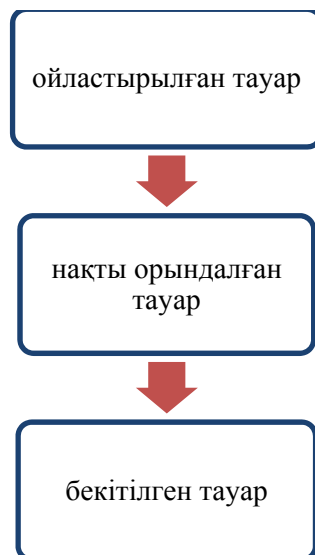 ойластырылған тауар
нақты орындалған
тауар
бекітілген тауар